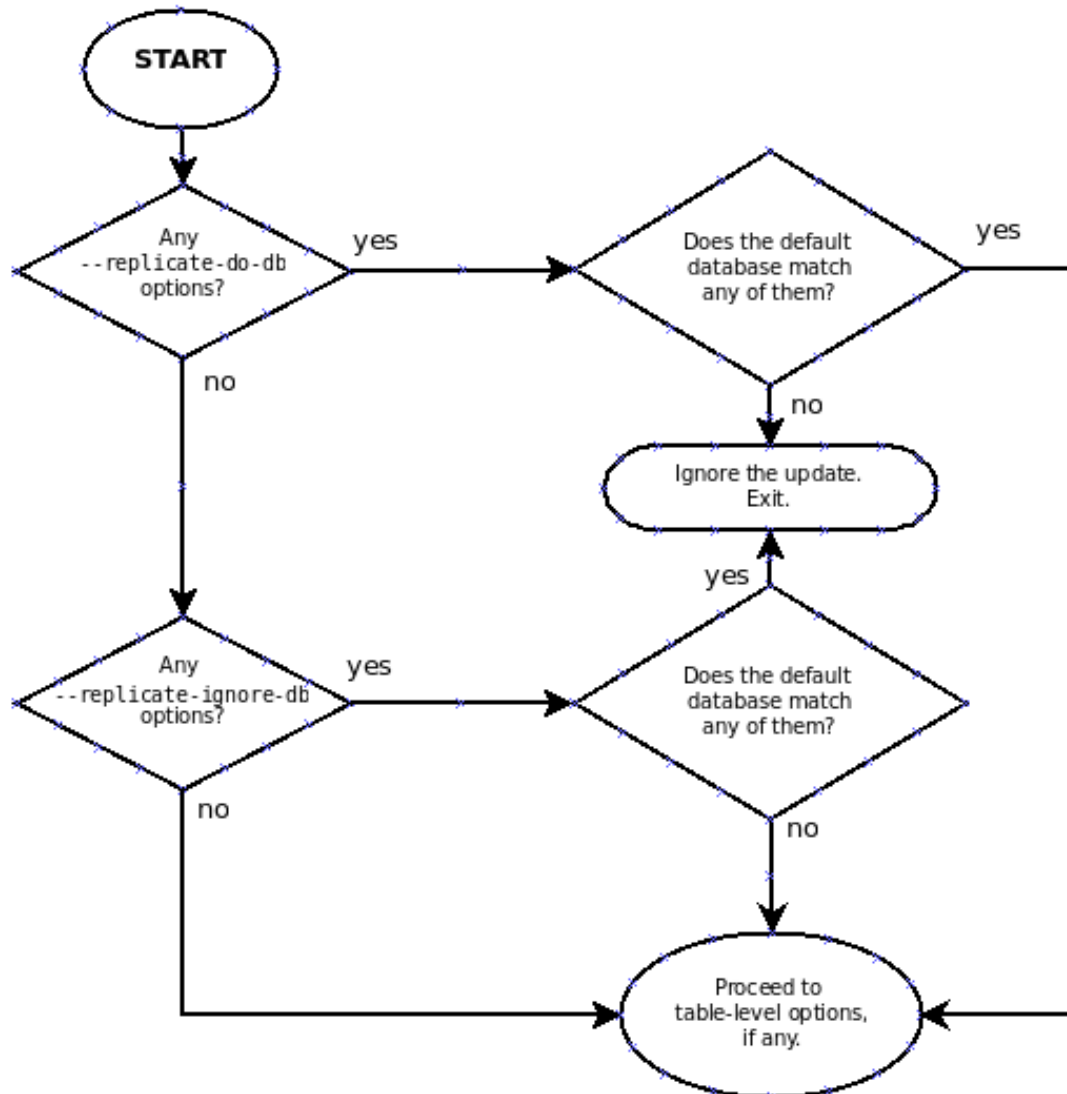 START
Any
--replicate-do-db
options?
yes
Does the default
database match
any of them?
yes
no
no
Ignore the update.
Exit.
yes
Any
--replicate-ignore-db
options?
yes
Does the default
database match
any of them?
no
no
Proceed to
table-level options,
if any.